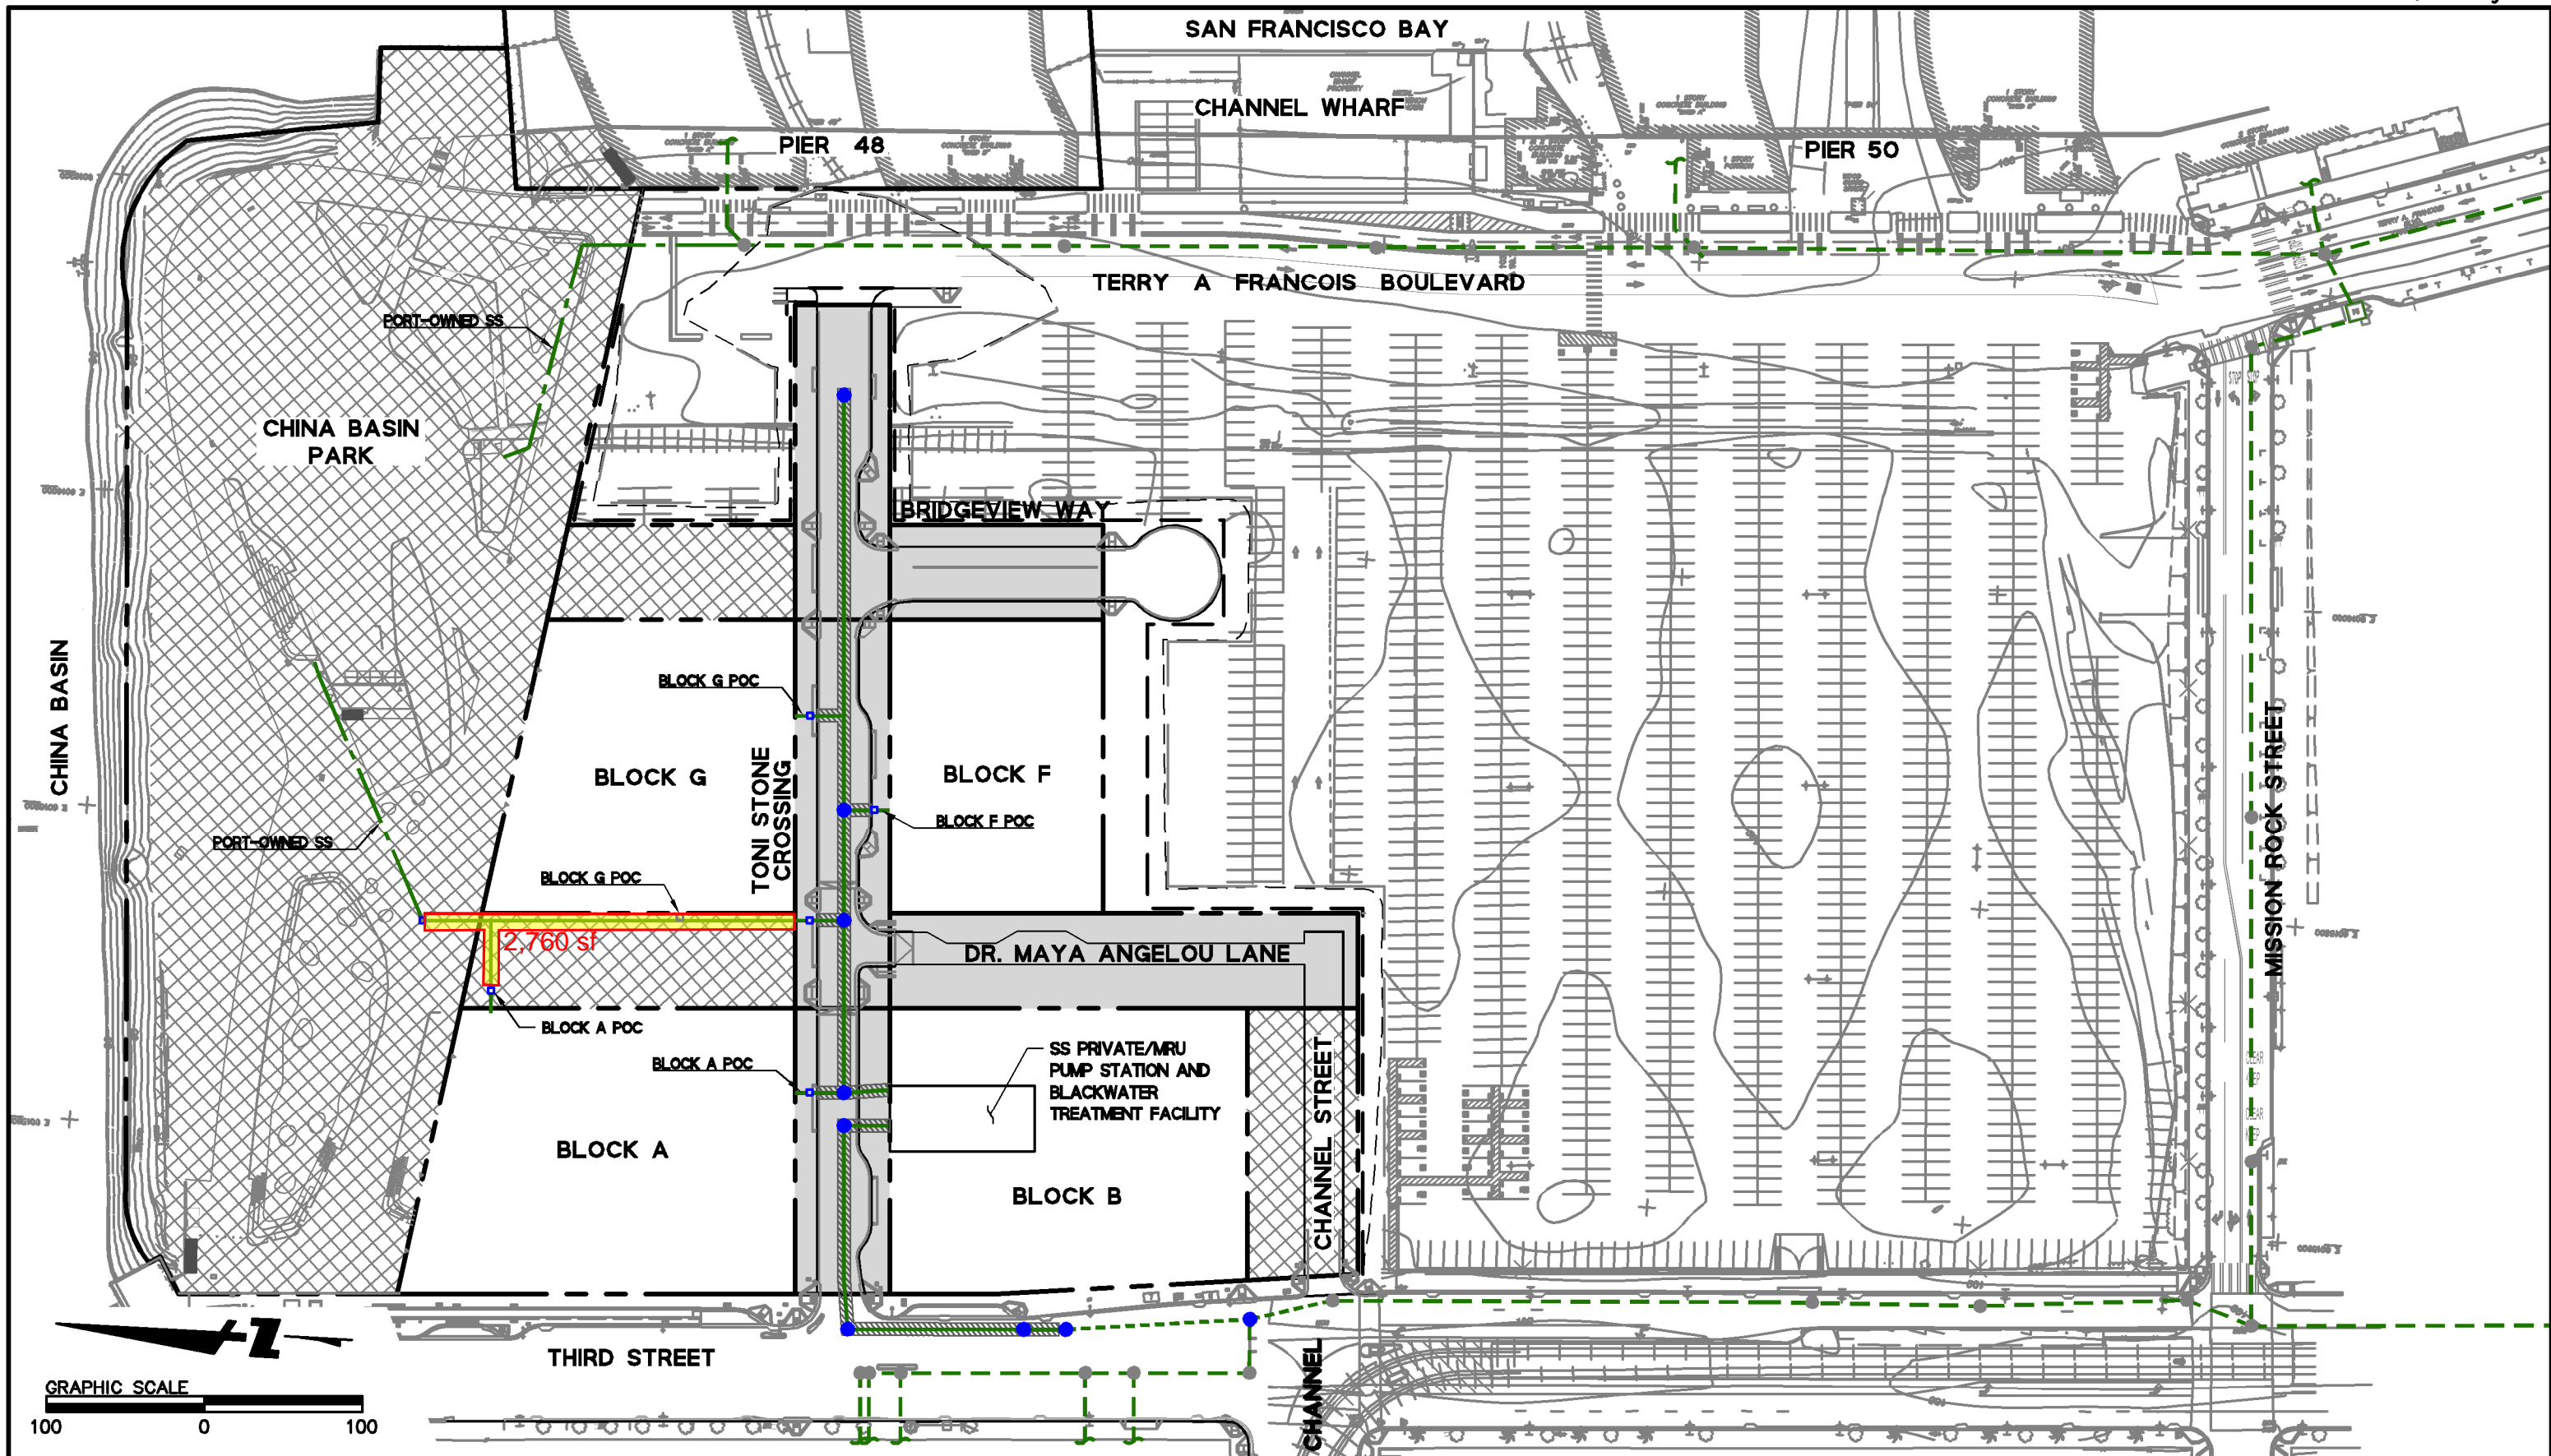 SAN FRANCISCO BAY
CHANNEL WHARF
PIER 48
PIER 50
TERRY A FRANCOIS BOULEVARD
PORT-OWNED SS
CHINA BASIN
PARK
BRIDGEVIEW WAY
CHINA BASIN
BLOCK G POC
BLOCK G
TONI STONE
CROSSING
BLOCK F
BLOCK F POC
MISSION ROCK STREET
PORT-OWNED SS
BLOCK G POC
2,760 sf
DR. MAYA ANGELOU LANE
BLOCK A POC
BLOCK A POC
SS PRIVATE/MRU
PUMP STATION AND
BLACKWATER
TREATMENT FACILITY
CHANNEL STREET
BLOCK A
BLOCK B
THIRD STREET
CHANNEL
GRAPHIC SCALE
100 0 100